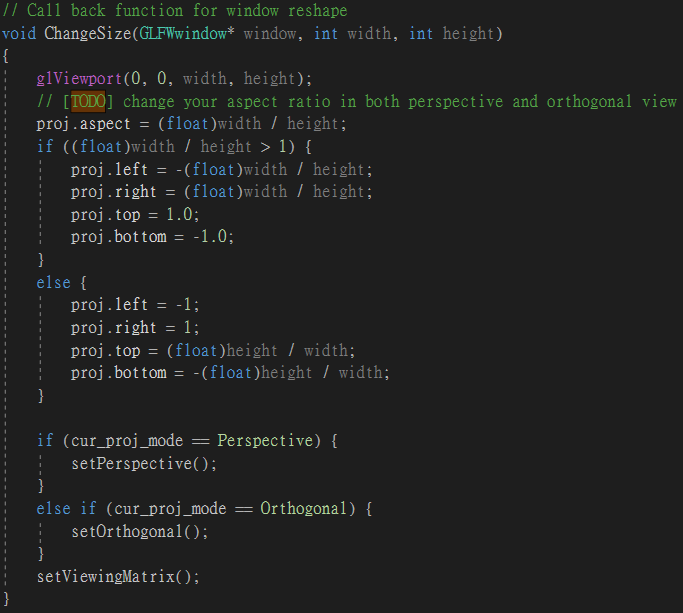 // Call back function for window reshape
void ChangeSize(GLFWwindow* window, int width, int height)
{
    glViewport(0, 0, width, height);
    // [TODO] change your aspect ratio in both perspective and orthogonal view
    proj.aspect = (float)width / height;
    if ((float)width / height > 1) {
        proj.left = -(float)width / height;
        proj.right = (float)width / height;
        proj.top = 1.0;
        proj.bottom = -1.0;
    }
    else {
        proj.left = -1;
        proj.right = 1;
        proj.top = (float)height / width;
        proj.bottom = -(float)height / width;
    }

    if (cur_proj_mode == Perspective) {
        setPerspective();
    }
    else if (cur_proj_mode == Orthogonal) {
        setOrthogonal();
    }
    setViewingMatrix();
}